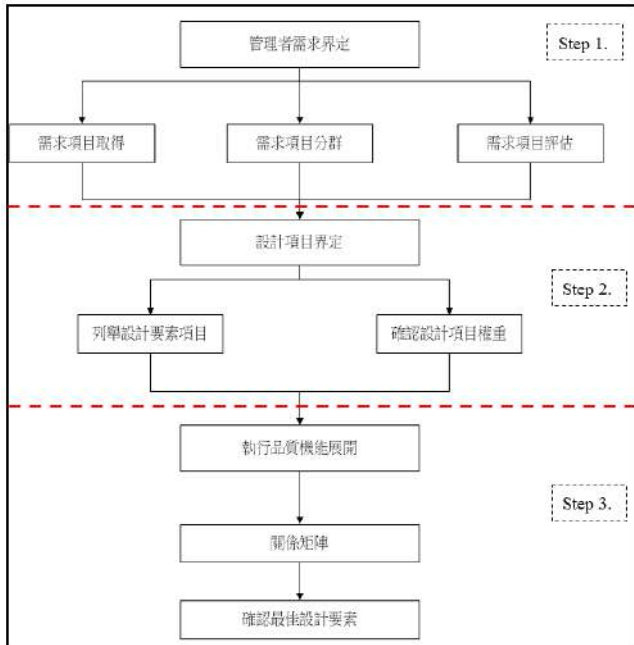 管理者需求界定
Step 1.
需求項目取得
需求項目分群
需求項目評估
設計項目界定
Step 2.
列舉設計要素項目
確認設計項目權重
執行品質機能展開
Step 3.
關係矩陣
確認最佳設計要素